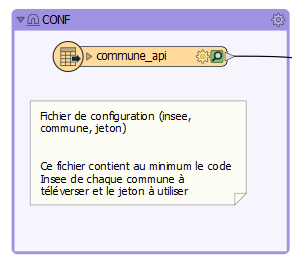 CONF
commune_api
Fichier de configuration (insee,
commune, jeton)
Ce fichier contient au minimum le code
Insee de chaque commune à
téléverser et le jeton à utiliser